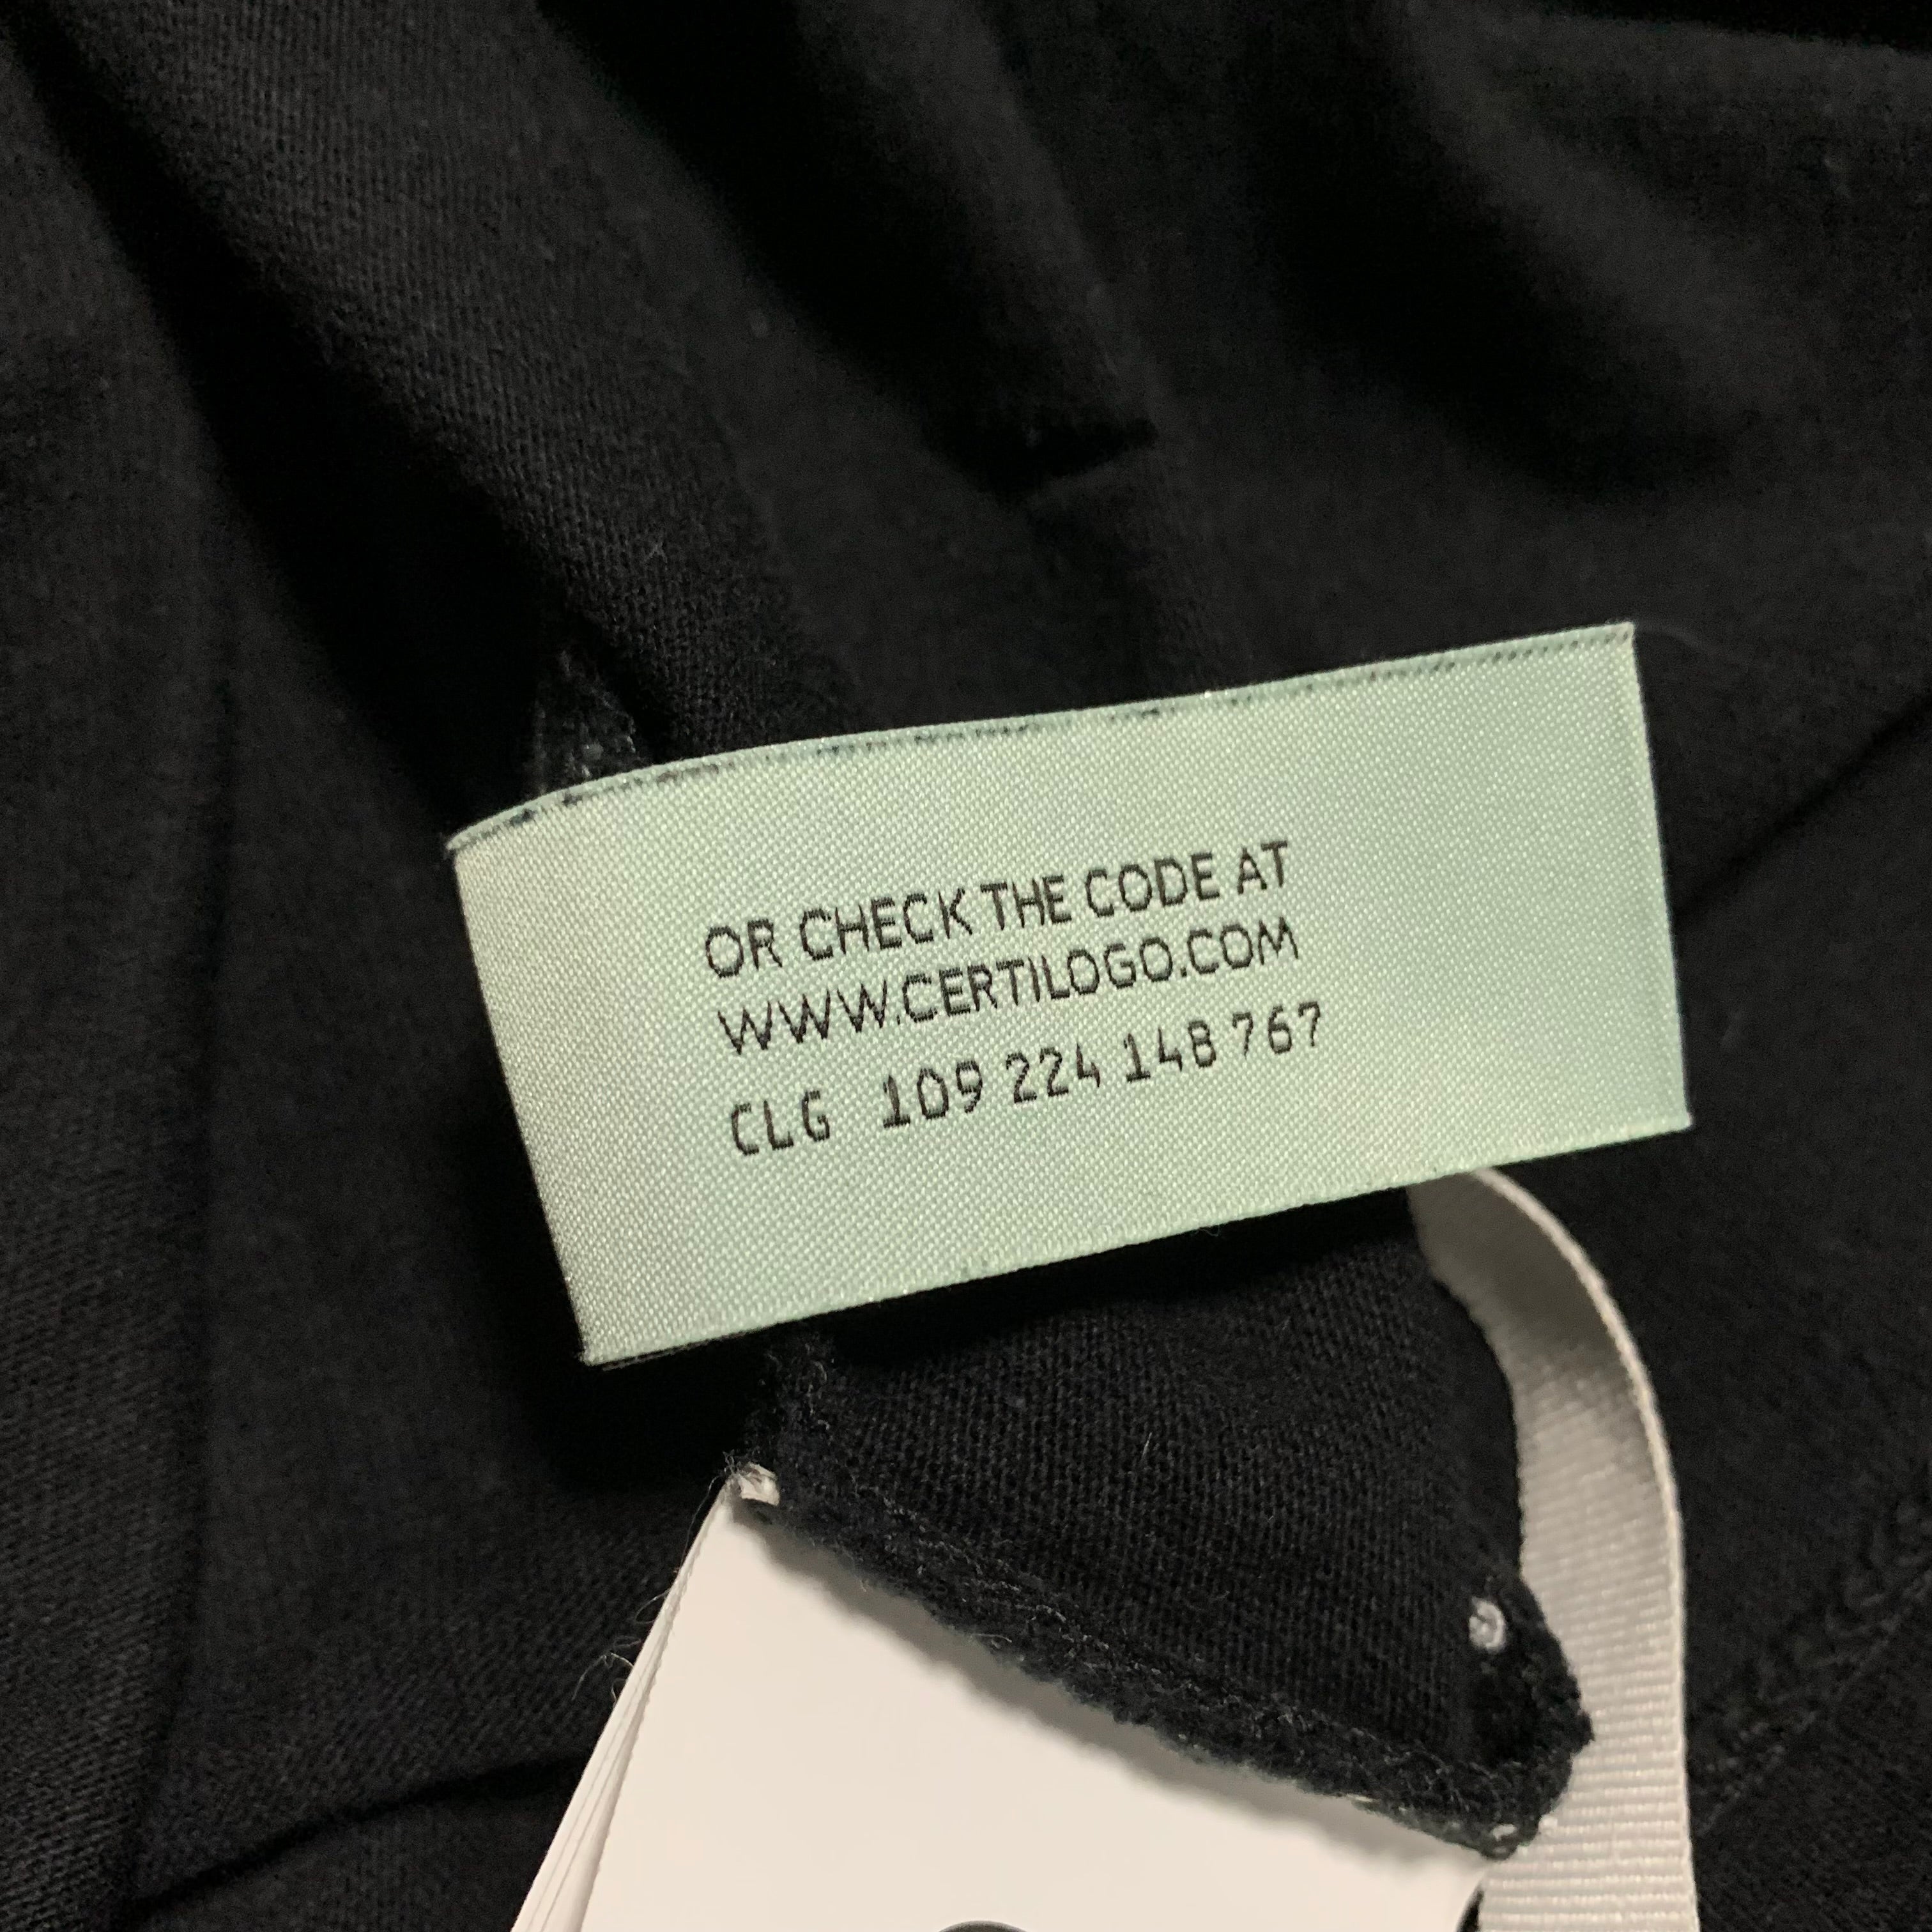 OR CHECK THE CODE AT
WWW.CERTILOGO.COM
CLG 109 224 148 767